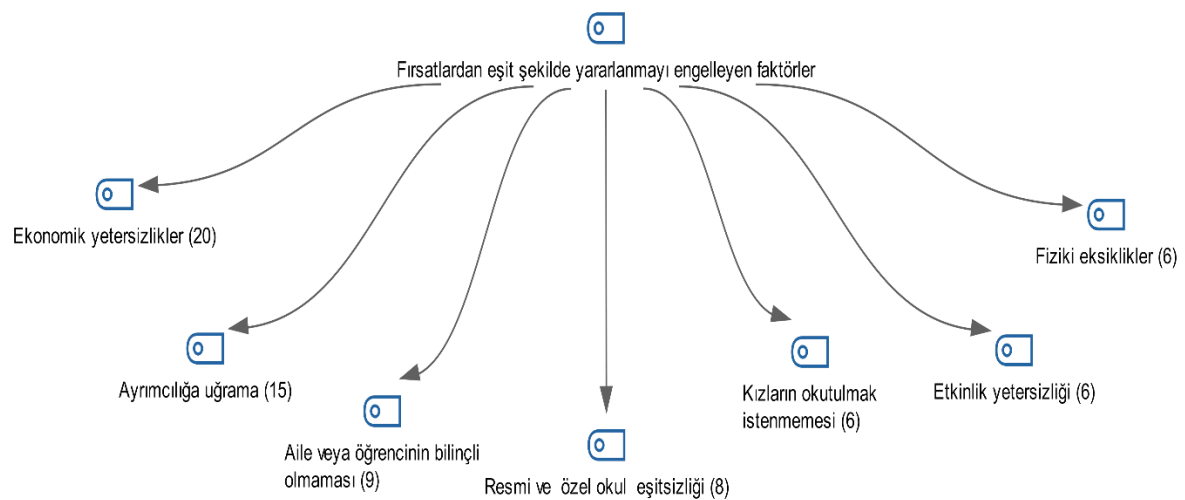 Fırsatlardan eşit şekilde yararlanmayı engelleyen faktörler
Ekonomik yetersizlikler (20)
Fiziki eksiklikler (6)
Ayrımcılığa uğrama (15)
Kızların okutulmak
istenmemesi (6)
Etkinlik yetersizliği (6)
Aile veya öğrencinin bilinçli
olmaması (9)
Resmi ve özel okul eşitsizliği (8)